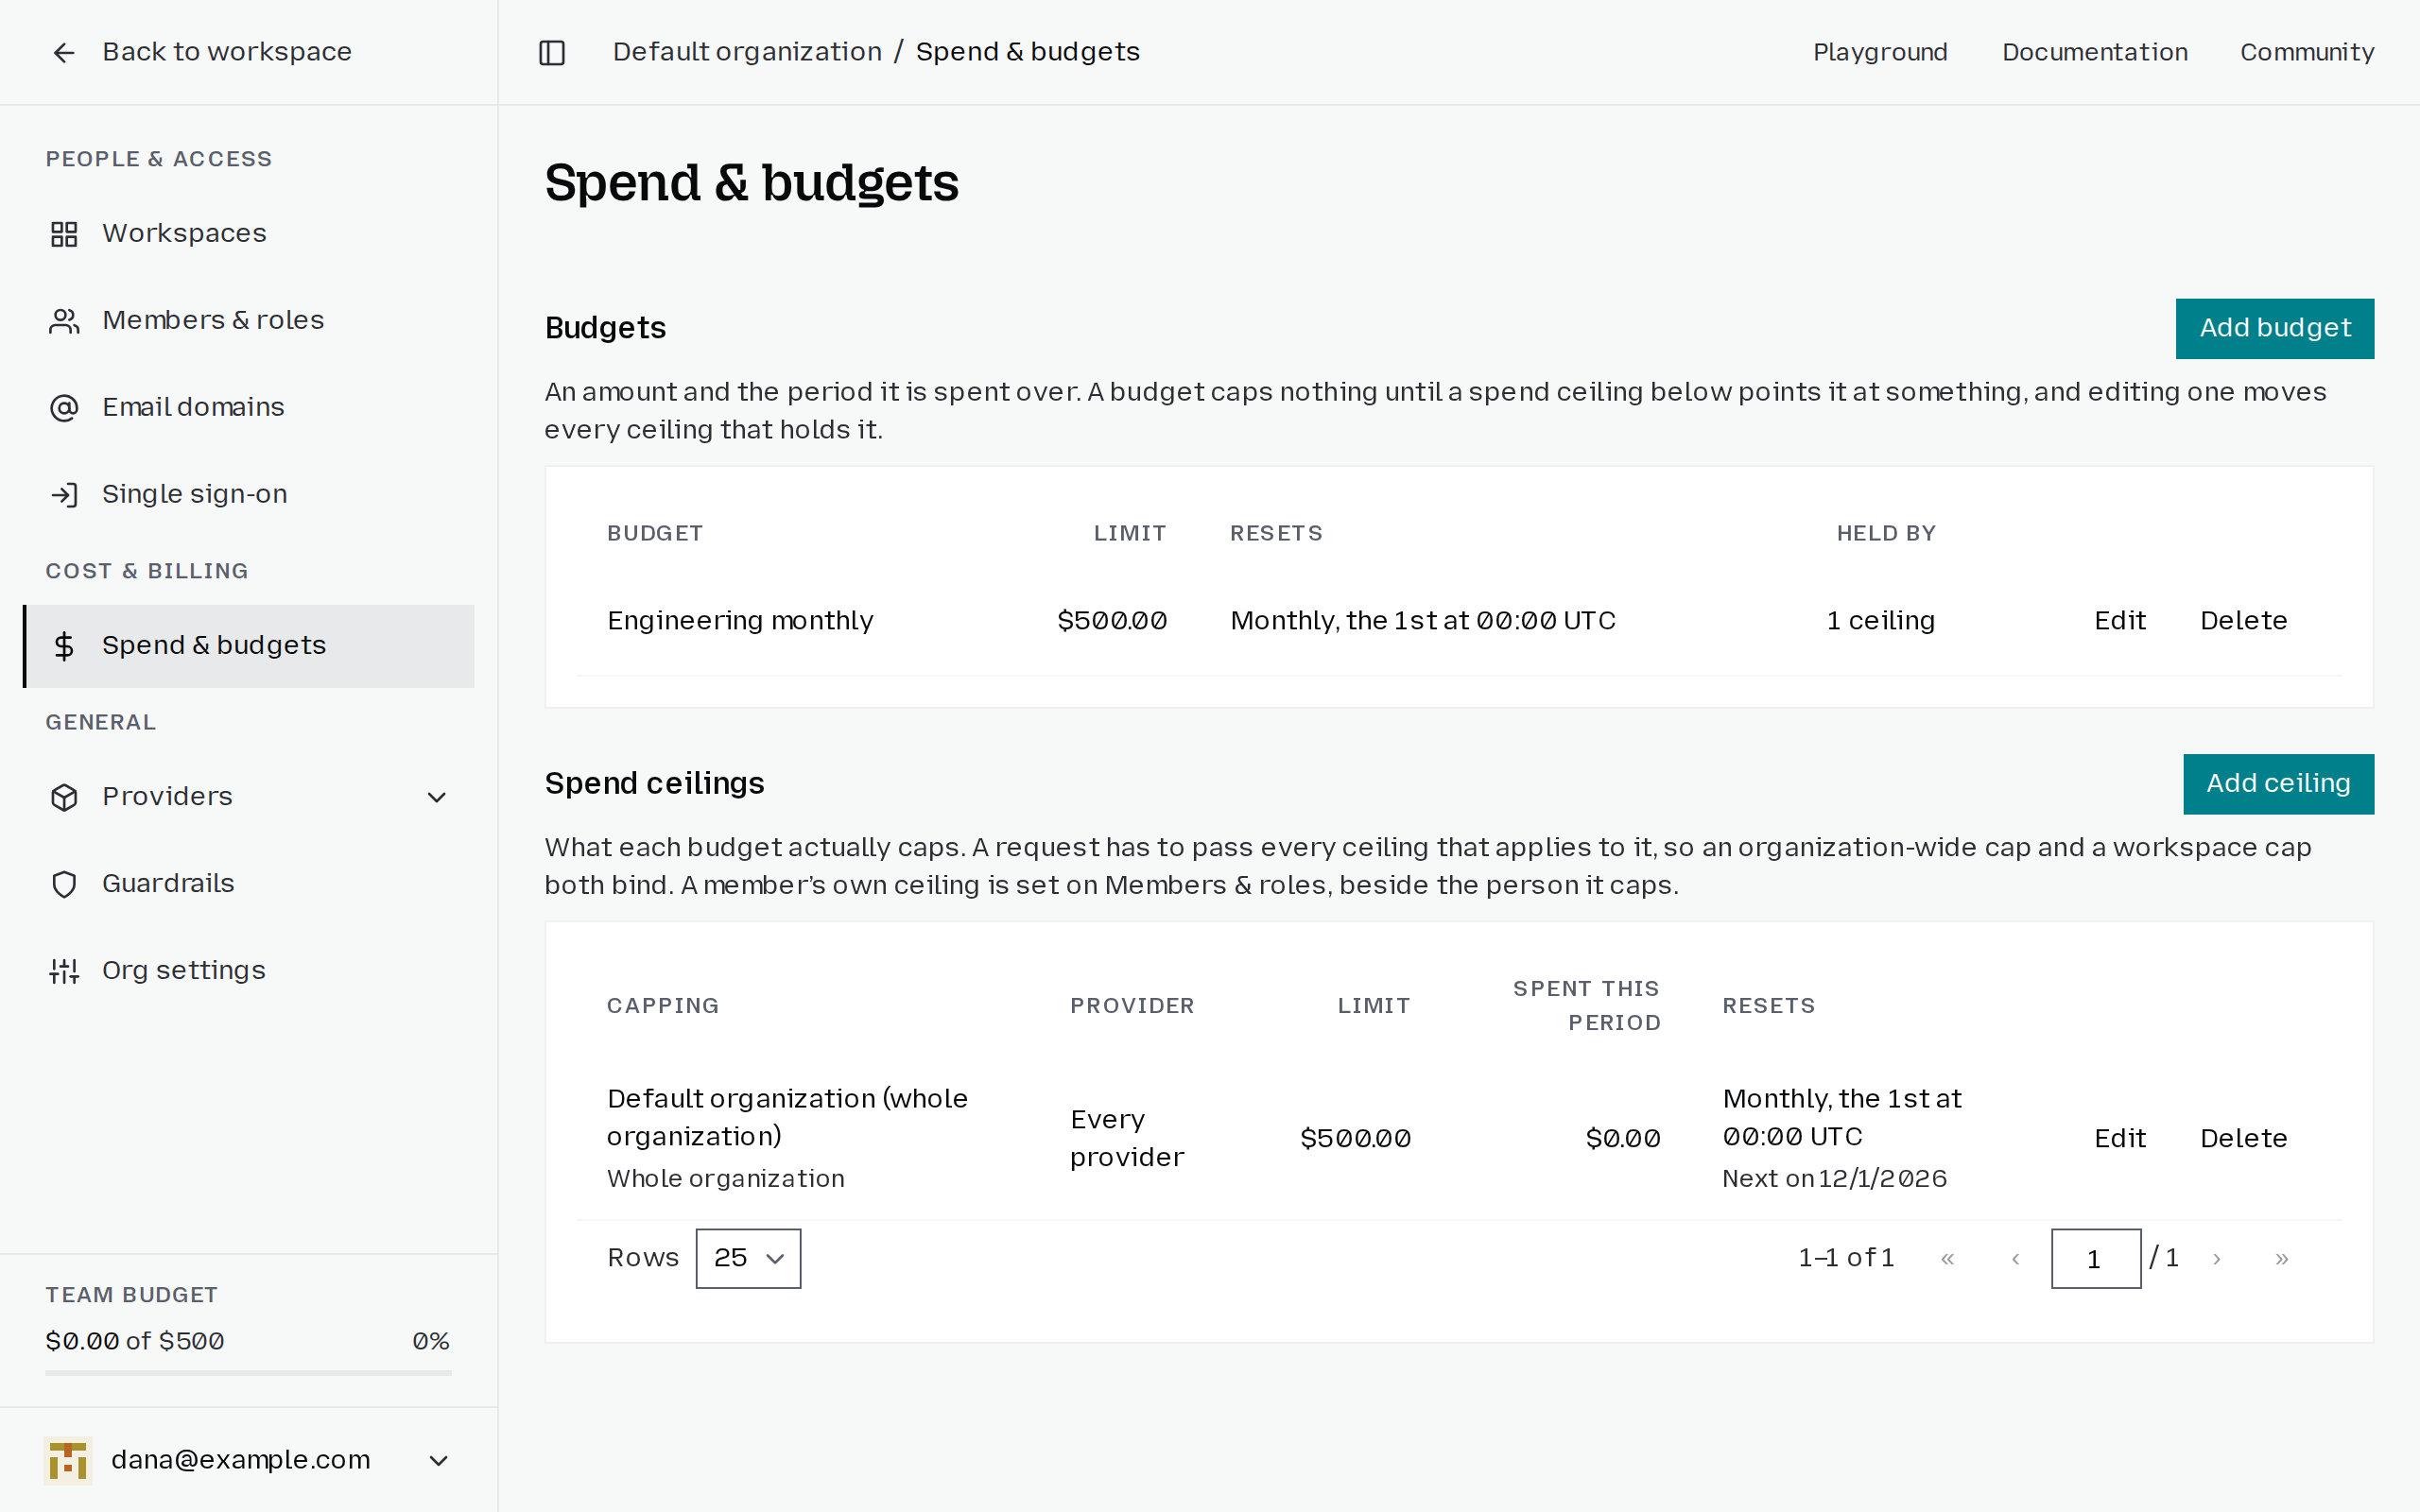 Back to workspace
Default organization / Spend & budgets
Playground
Documentation
Community
PEOPLE & ACCESS
Workspaces
Members & roles
Email domains
Single sign-on
COST & BILLING
Spend & budgets
GENERAL
Providers
Guardrails
Org settings
TEAM BUDGET
$0.00 of $500
0%
dana@example.com
Spend & budgets
Budgets
Add budget
An amount and the period it is spent over. A budget caps nothing until a spend ceiling below points it at something, and editing one moves
every ceiling that holds it.
BUDGET
LIMIT
RESETS
HELD BY
Engineering monthly
$500.00
Monthly, the 1st at 00:00 UTC
1 ceiling
Edit
Delete
Spend ceilings
Add ceiling
What each budget actually caps. A request has to pass every ceiling that applies to it, so an organization-wide cap and a workspace cap
both bind. A member’s own ceiling is set on Members & roles, beside the person it caps.
CAPPING
PROVIDER
LIMIT
SPENT THIS
PERIOD
RESETS
Default organization (whole
organization)
Whole organization
Every
provider
$500.00
$0.00
Monthly, the 1st at
00:00 UTC
Next on 12/1/2026
Edit
Delete
Rows
25
1–1 of 1
«
‹
1
/ 1
›
»